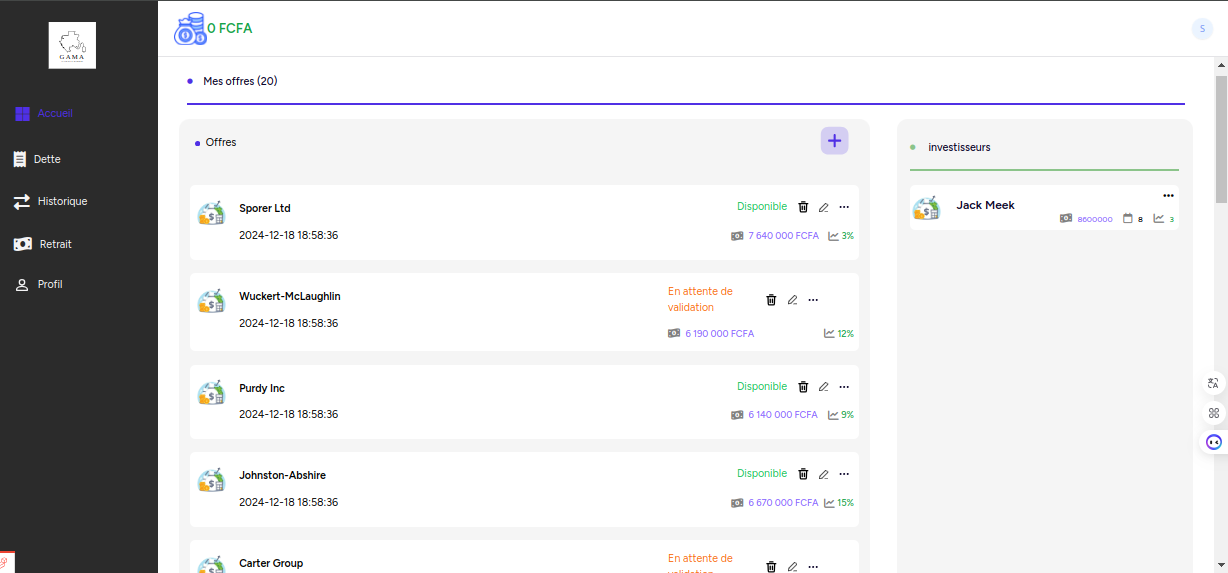 GAMA
0 FCFA
S
Accueil
Dette
Historique
Retrait
Profil
Mes offres (20)
Offres
+
Sporer Ltd
Disponible
2024-12-18 18:58:36
7 640 000 FCFA
3%
Wuckert-McLaughlin
En attente de
validation
2024-12-18 18:58:36
6 190 000 FCFA
12%
Purdy Inc
Disponible
2024-12-18 18:58:36
6 140 000 FCFA
9%
Johnston-Abshire
Disponible
2024-12-18 18:58:36
6 670 000 FCFA
15%
Carter Group
En attente de
validation
investisseurs
Jack Meek
8600000
8
3